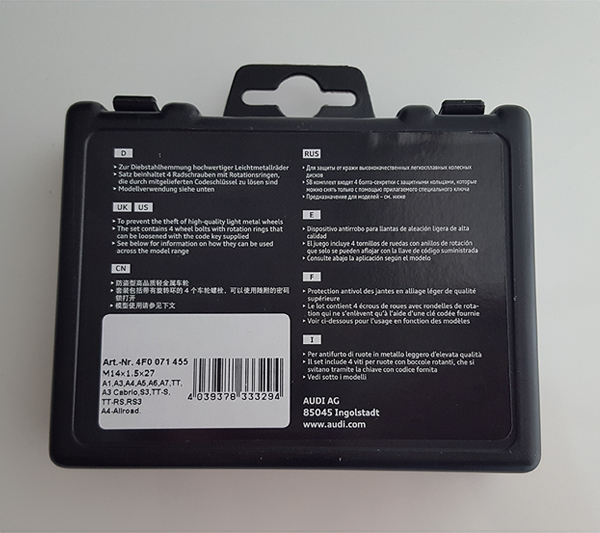 D
▸ Zur Diebstahlhemmung hochwertiger Leichtmetallräder
▸ Satz beinhaltet 4 Radschrauben mit Rotationsringen,
die durch mitgelieferten Codeschlüssel zu lösen sind
▸ Modellverwendung siehe unten
UK US
▸ To prevent the theft of high-quality light metal wheels
▸ The set contains 4 wheel bolts with rotation rings that
can be loosened with the code key supplied
▸ See below for information on how they can be used
across the model range
CN
▸ 防盗型高品质轻金属车轮
▸ 套装包括带有旋转环的 4 个车轮螺栓，可以使用随附的密码
锁打开
▸ 模型使用请参见下文
Art.-Nr. 4F0 071 455
M14x1.5x27
A1,A3,A4,A5,A6,A7,TT,
A3 Cabrio,S3,TT-S,
TT-RS,RS3
A4-Allroad.
4 039378 333294
RUS
▸ Для защиты от кражи высококачественных легкосплавных колесных
дисков
▸ В комплект входят 4 болта-секретки с защитными кольцами, которые
можно снять только с помощью прилагаемого специального ключа
▸ Предназначение для моделей – см. ниже
E
▸ Dispositivo antirrobo para llantas de aleación ligera de alta
calidad
▸ El juego incluye 4 tornillos de ruedas con anillos de rotación
que solo se pueden aflojar con la llave de código suministrada
▸ Consulte abajo la aplicación según el modelo
F
▸ Protection antivol des jantes en alliage léger de qualité
supérieure
▸ Le lot contient 4 écrous de roues avec rondelles de rota-
tion qui ne s'enlèvent qu'à l'aide d'une clé codée fournie
▸ Voir ci-dessous pour l'usage en fonction des modèles
I
▸ Per antifurto di ruote in metallo leggero d'elevata qualità
▸ Il set include 4 viti per ruote con boccole rotanti, che si
svitano tramite la chiave con codice fornita
▸ Vedi sotto i modelli
AUDI AG
85045 Ingolstadt
www.audi.com